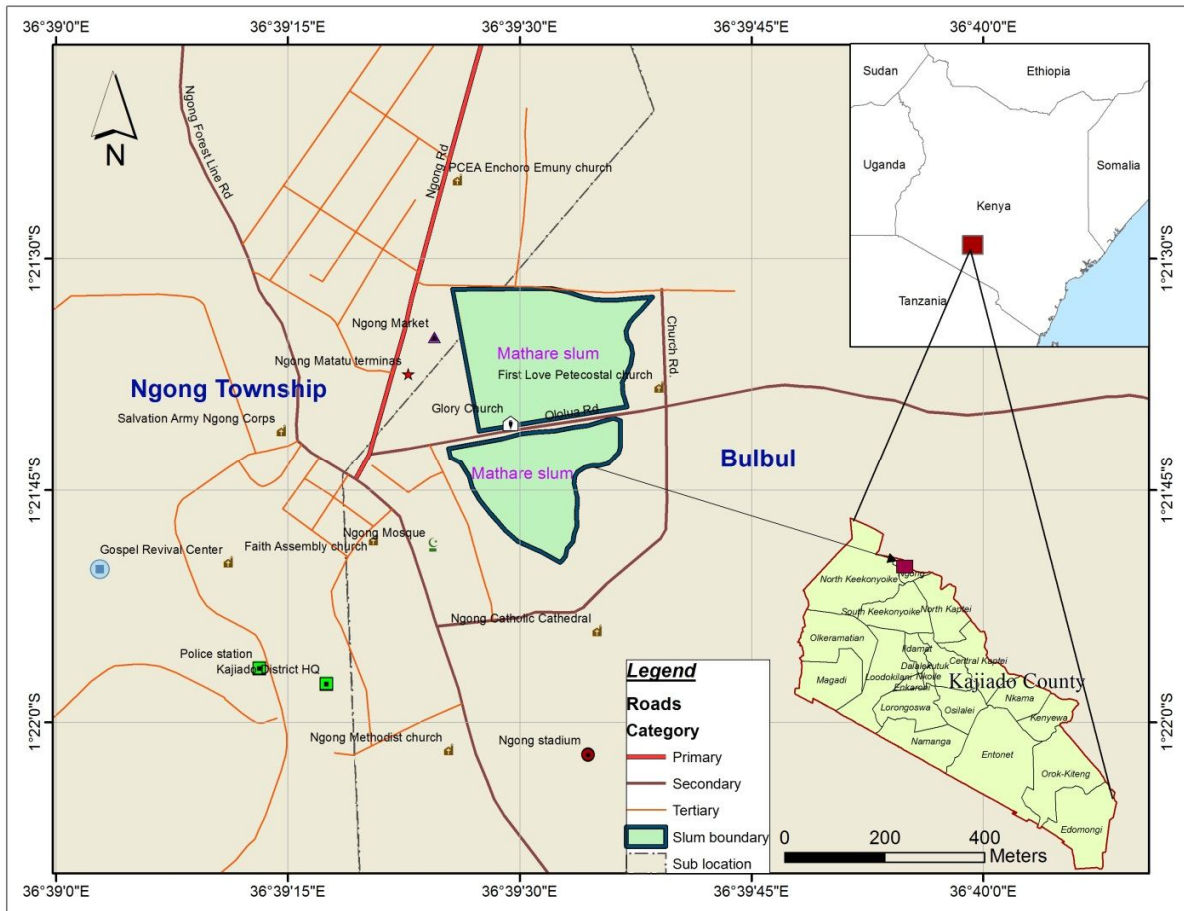 36°39'0"E
36°39'15"E
36°39'30"E
36°39'45"E
36°40'0"E
Sudan
Ethiopia
Uganda
Somalia
Kenya
Tanzania
N
Ngong Forest Line Rd
Ngong Rd
PCEA Enchoro Emuny church
1°21'30"S
1°21'30"S
Ngong Market
Mathare slum
Church Rd.
Ngong Matatu terminas
First Love Petecostal church
Ngong Township
Glory Church
Ololua Rd
Salvation Army Ngong Corps
Mathare slum
Bulbul
1°21'45"S
1°21'45"S
Ngong Mosque
Faith Assembly church
Gospel Revival Center
Ngong Catholic Cathedral
Police station
Kajiado District HQ
Ngong Methodist church
Ngong stadium
1°22'0"S
1°22'0"S
North Keekonyoike
Ngong
South Keekonyoike
North Kaptei
Olkeramatian
Ildamat
Central Kaptei
Dalalekutuk
Magadi
Loodokilani
Nkoile
Enkaroni
Kajiado County
Nkama
Lorongoswa
Osilalei
Kenyewa
Namanga
Entonet
Orok-Kiteng
Edomongi
Legend
Roads
Category
Primary
Secondary
Tertiary
Slum boundary
Sub location
0 200 400
Meters
36°39'0"E
36°39'15"E
36°39'30"E
36°39'45"E
36°40'0"E